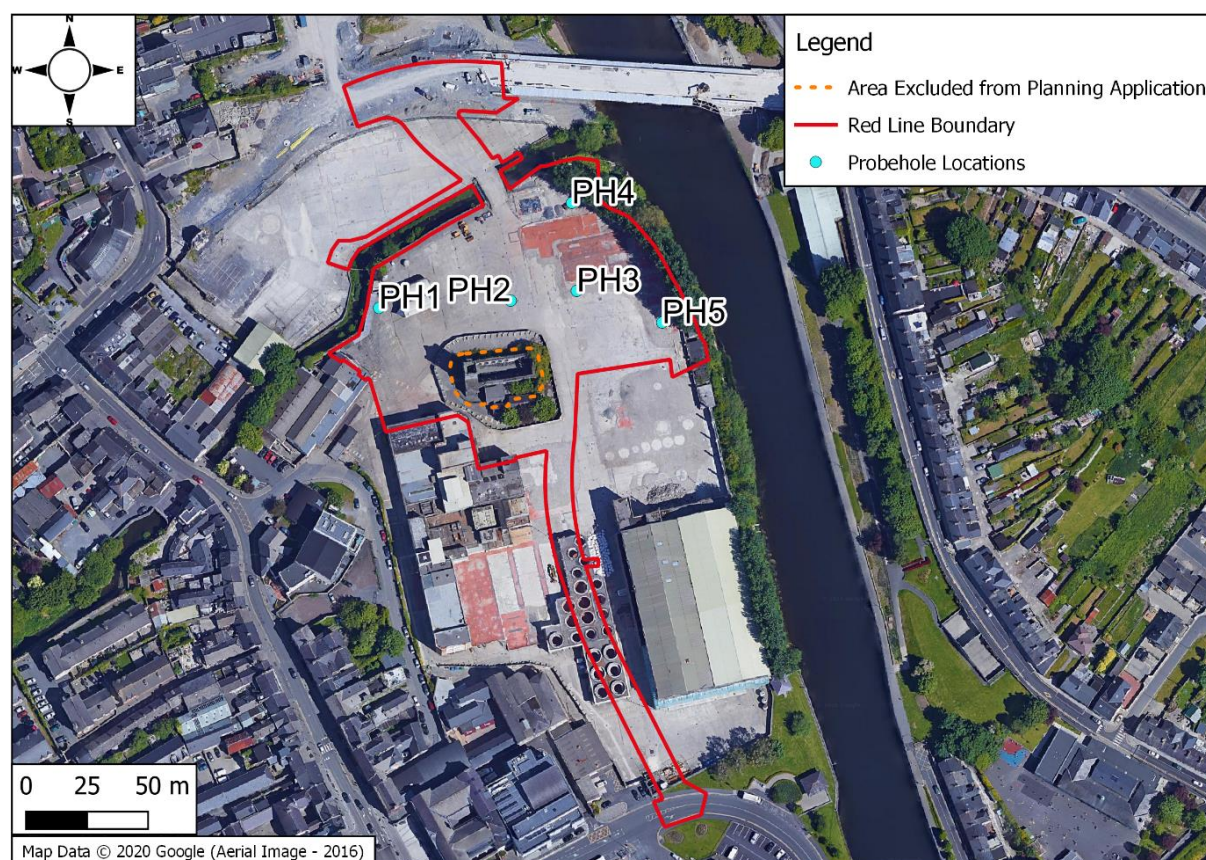 N
W E
S
Legend
Area Excluded from Planning Application
Red Line Boundary
Probehole Locations
PH4
PH3
PH1 PH2
PH5
0 25 50 m
Map Data © 2020 Google (Aerial Image - 2016)